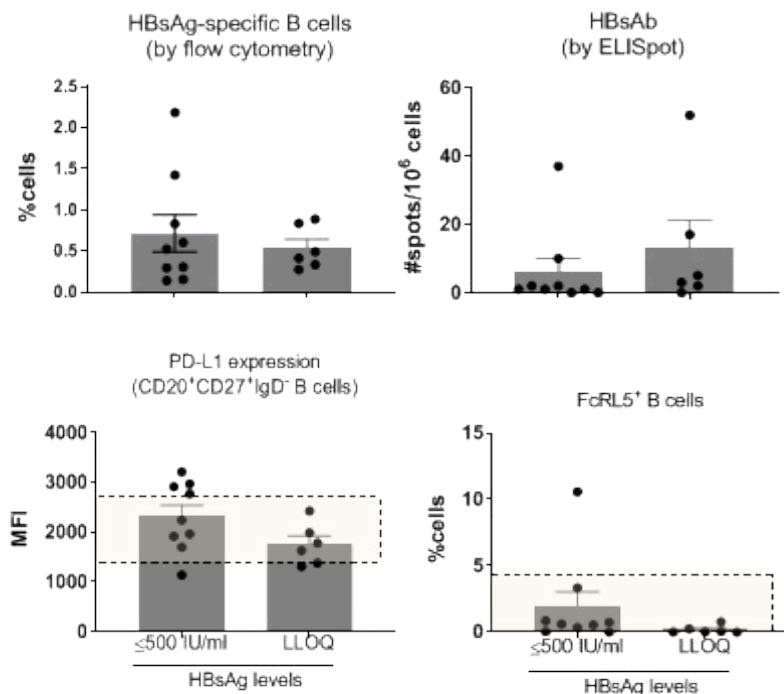 HBsAg-specific B cells
(by flow cytometry)
%cells
2.5
2.0
1.5
1.0
0.5
0.0
HBsAb
(by ELISpot)
#spots/10⁶ cells
60
40
20
0
PD-L1 expression
(CD20⁺CD27⁺IgD⁻ B cells)
MFI
4000
3000
2000
1000
0
≤500 IU/ml
LLOQ
HBsAg levels
FcRL5⁺ B cells
%cells
15
10
5
0
≤500 IU/ml
LLOQ
HBsAg levels